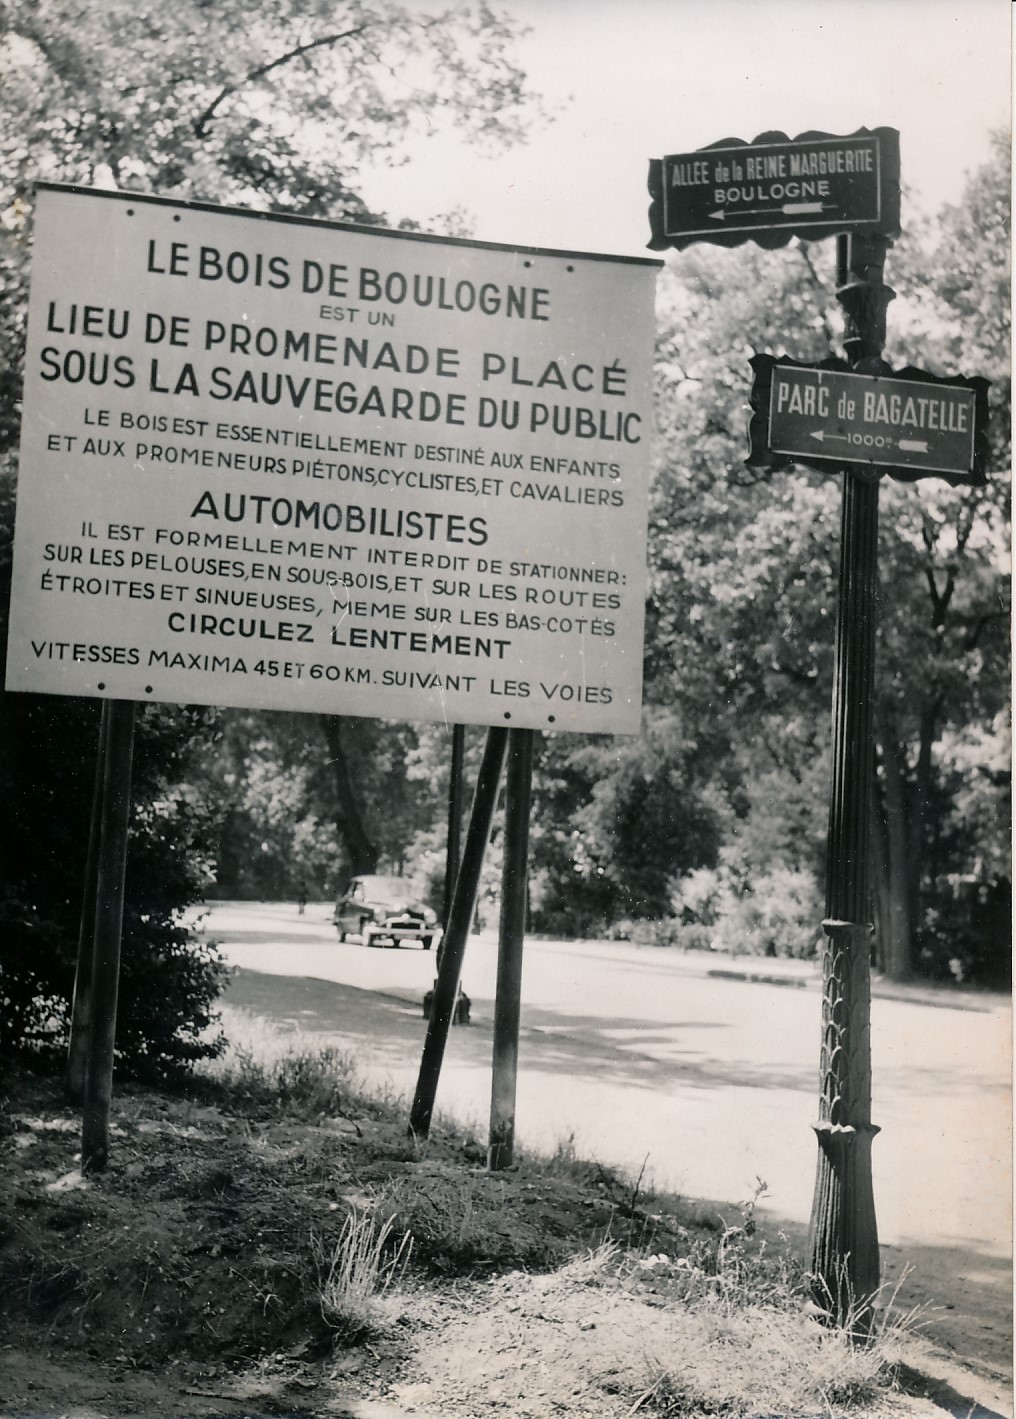 LE BOIS DE BOULOGNE
EST UN
LIEU DE PROMENADE PLACÉ
SOUS LA SAUVEGARDE DU PUBLIC
LE BOIS EST ESSENTIELLEMENT DESTINÉ AUX ENFANTS
ET AUX PROMENEURS PIÉTONS, CYCLISTES, ET CAVALIERS
AUTOMOBILISTES
IL EST FORMELLEMENT INTERDIT DE STATIONNER:
SUR LES PELOUSES, EN SOUS-BOIS, ET SUR LES ROUTES
ÉTROITES ET SINUEUSES, MEME SUR LES BAS-COTÉS
CIRCULEZ LENTEMENT
VITESSES MAXIMA 45 ET 60 KM. SUIVANT LES VOIES
ALLÉE de la REINE MARGUERITE
BOULOGNE
PARC de BAGATELLE
1000m